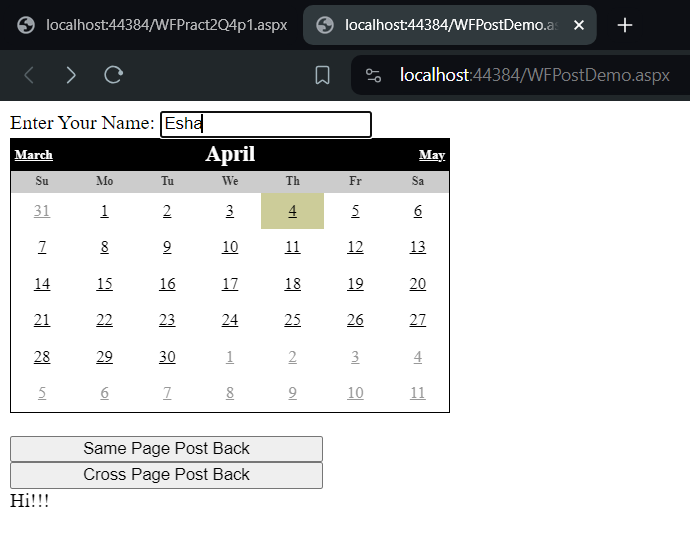 localhost:44384/WFPract2Q4p1.aspx localhost:44384/WFPostDemo.as
localhost:44384/WFPostDemo.aspx
Enter Your Name: Esha
March April May
Su Mo Tu We Th Fr Sa
31 1 2 3 4 5 6
7 8 9 10 11 12 13
14 15 16 17 18 19 20
21 22 23 24 25 26 27
28 29 30 1 2 3 4
5 6 7 8 9 10 11
Same Page Post Back
Cross Page Post Back
Hi!!!